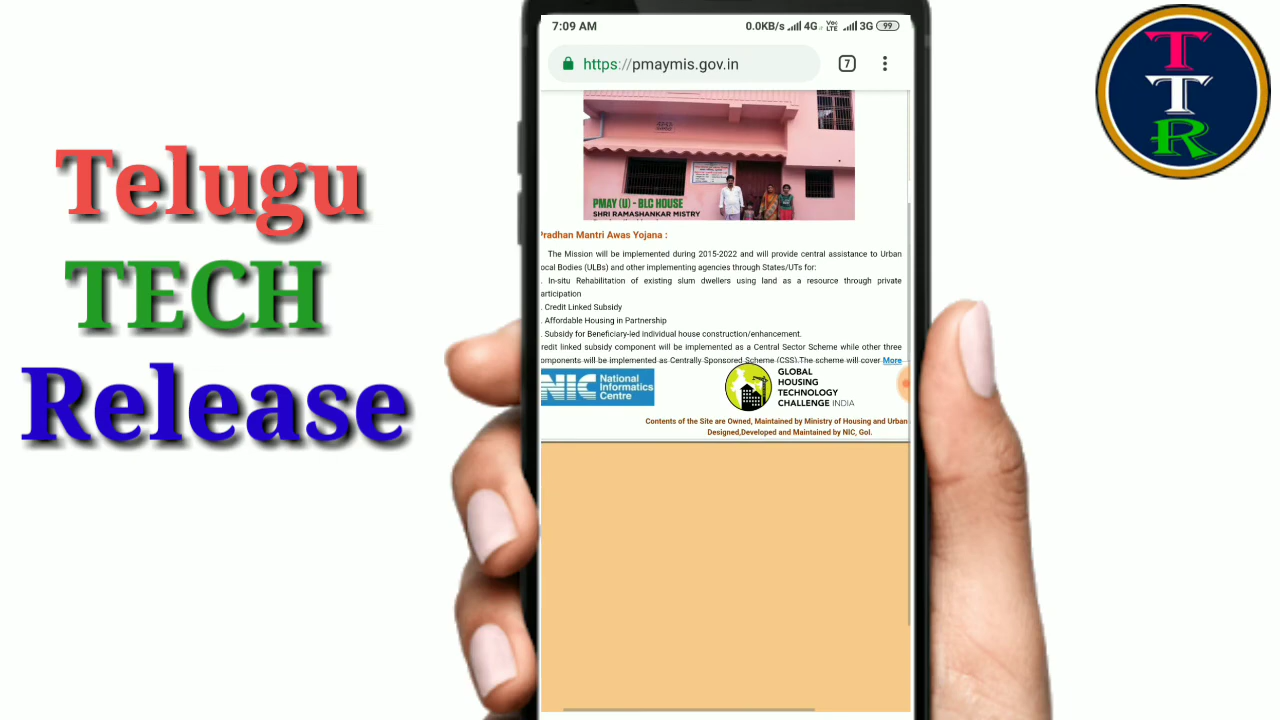 Telugu
TECH
Release
TTR
7:09 AM
0.0KB/s 4G Vo) LTE 3G 99
https://pmaymis.gov.in
7
PMAY (U) - BLC HOUSE
SHRI RAMASHANKAR MISTRY
Pradhan Mantri Awas Yojana :
The Mission will be implemented during 2015-2022 and will provide central assistance to Urban
ocal Bodies (ULBs) and other implementing agencies through States/UTs for:
. In-situ Rehabilitation of existing slum dwellers using land as a resource through private
articipation
. Credit Linked Subsidy
. Affordable Housing in Partnership
. Subsidy for Beneficiary-led Individual house construction/enhancement.
redit linked subsidy component will be implemented as a Central Sector Scheme while other three
omponents will be implemented as Centrally Sponsored Scheme (CSS).The scheme will cover More
NIC National
Informatics
Centre
GLOBAL
HOUSING
TECHNOLOGY
CHALLENGE INDIA
Contents of the Site are Owned, Maintained by Ministry of Housing and Urban
Designed,Developed and Maintained by NIC, GoI.